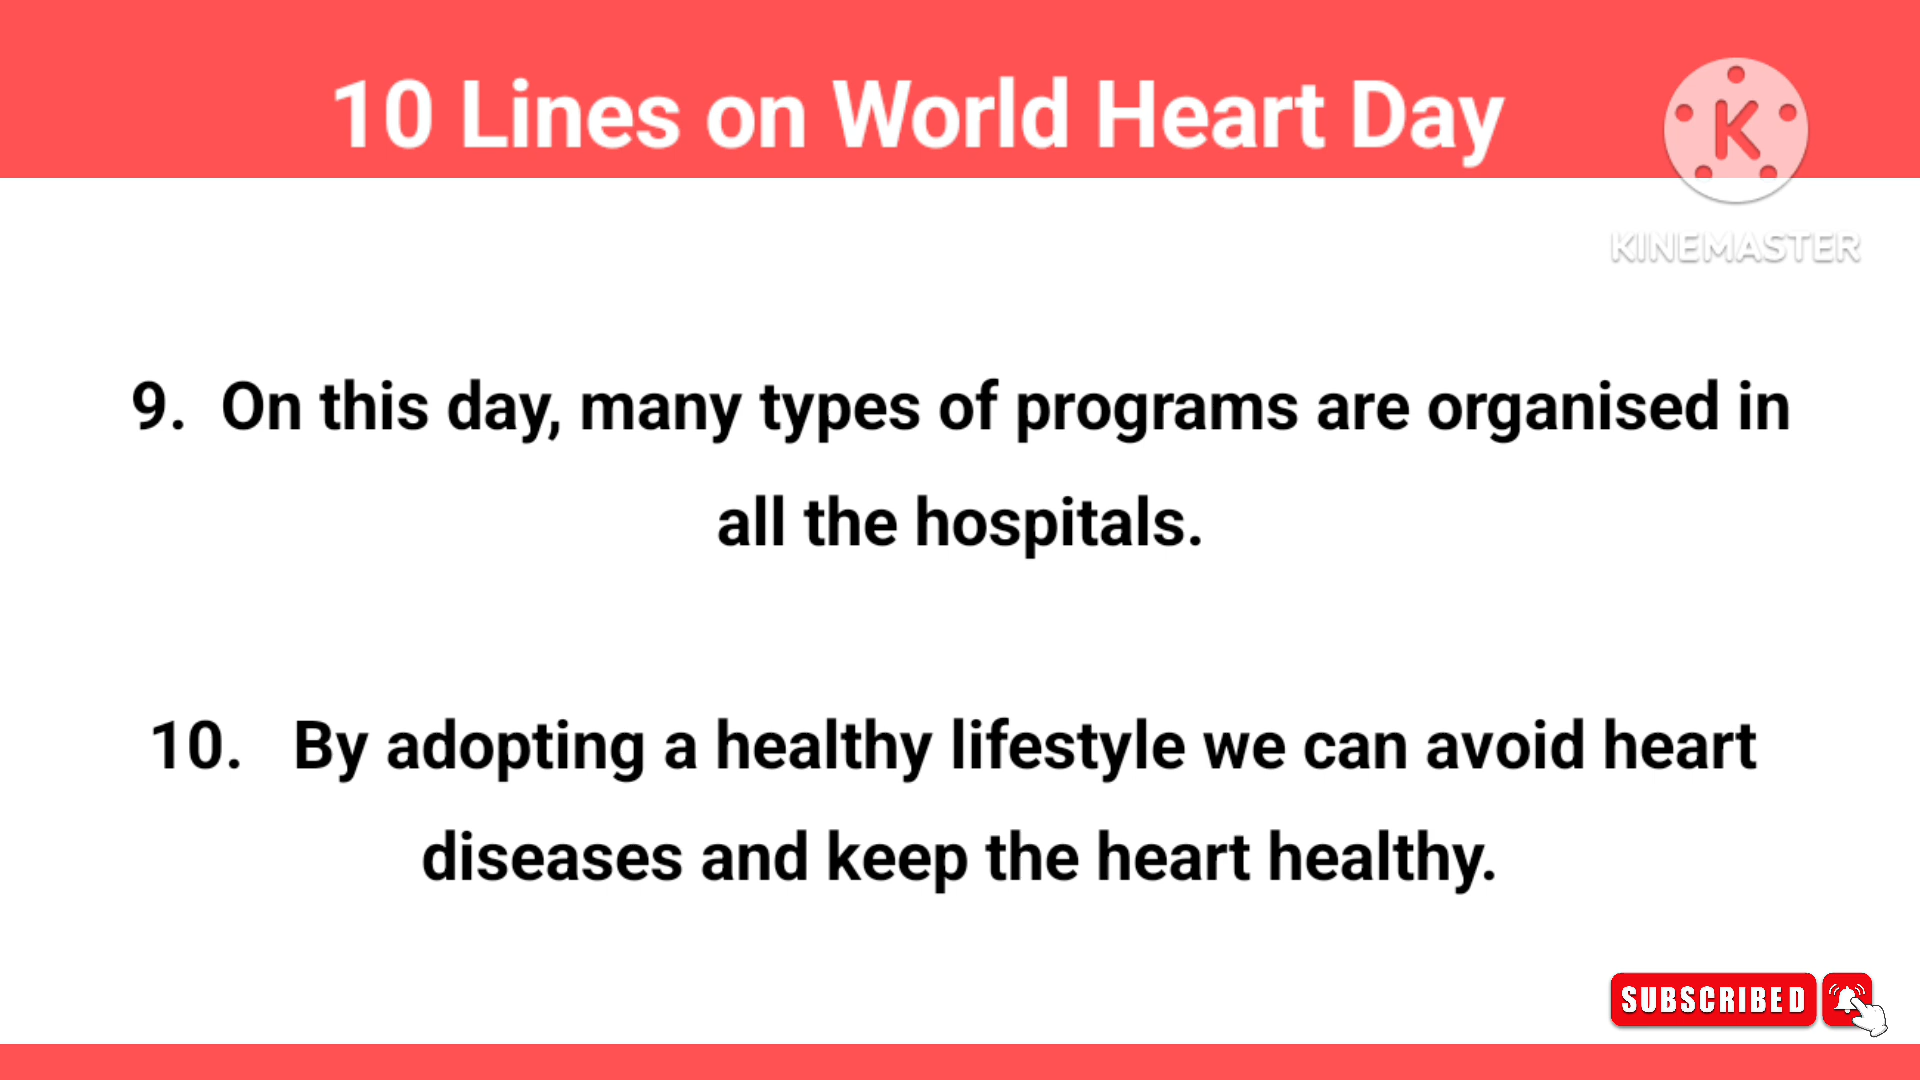 10 Lines on World Heart Day
K
KINEMASTER
9. On this day, many types of programs are organised in
all the hospitals.
10. By adopting a healthy lifestyle we can avoid heart
diseases and keep the heart healthy.
SUBSCRIBED